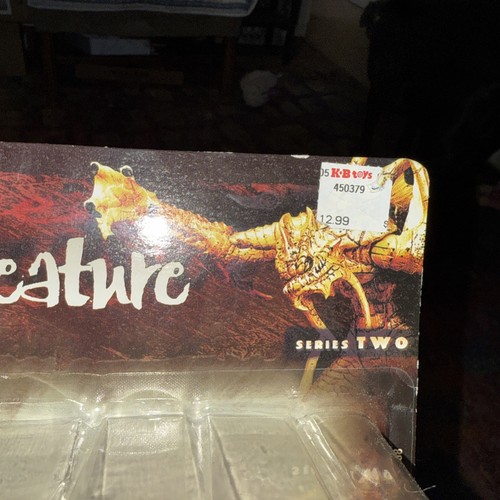 05 K·B toys
450379
12.99
eature
SERIES TWO